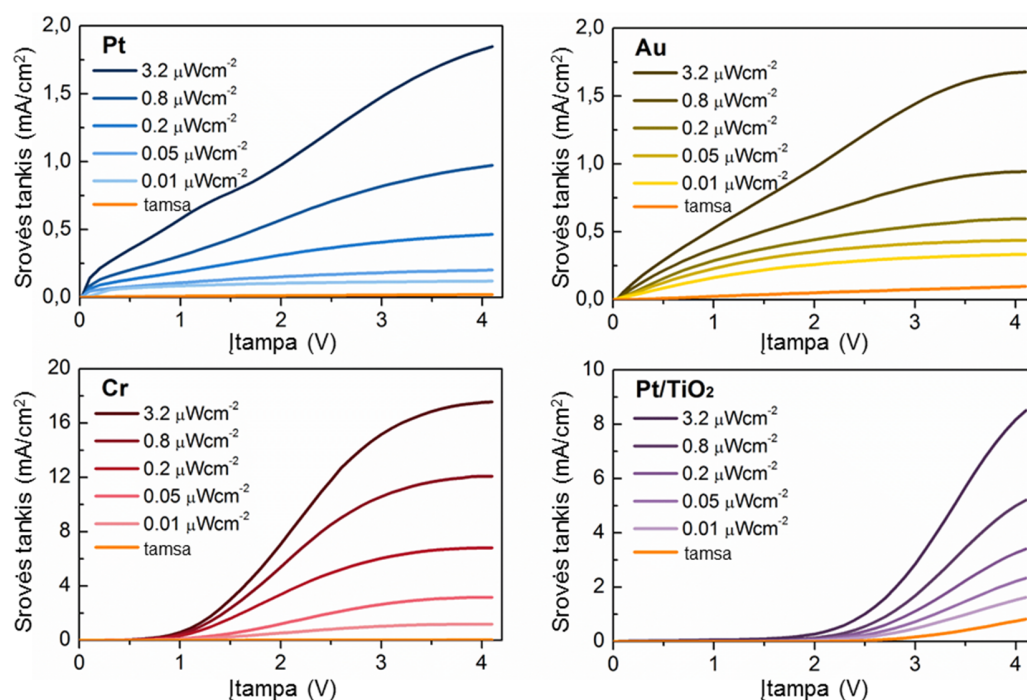 Pt
3.2 μWcm⁻²
0.8 μWcm⁻²
0.2 μWcm⁻²
0.05 μWcm⁻²
0.01 μWcm⁻²
tamsa
Srovės tankis (mA/cm²)
2,0
1,5
1,0
0,5
0,0
0 1 2 3 4
Įtampa (V)
Au
3.2 μWcm⁻²
0.8 μWcm⁻²
0.2 μWcm⁻²
0.05 μWcm⁻²
0.01 μWcm⁻²
tamsa
Srovės tankis (mA/cm²)
2,0
1,5
1,0
0,5
0,0
0 1 2 3 4
Įtampa (V)
Cr
3.2 μWcm⁻²
0.8 μWcm⁻²
0.2 μWcm⁻²
0.05 μWcm⁻²
0.01 μWcm⁻²
tamsa
Srovės tankis (mA/cm²)
20
16
12
8
4
0
0 1 2 3 4
Įtampa (V)
Pt/TiO₂
3.2 μWcm⁻²
0.8 μWcm⁻²
0.2 μWcm⁻²
0.05 μWcm⁻²
0.01 μWcm⁻²
tamsa
Srovės tankis (mA/cm²)
10
8
6
4
2
0
0 1 2 3 4
Įtampa (V)